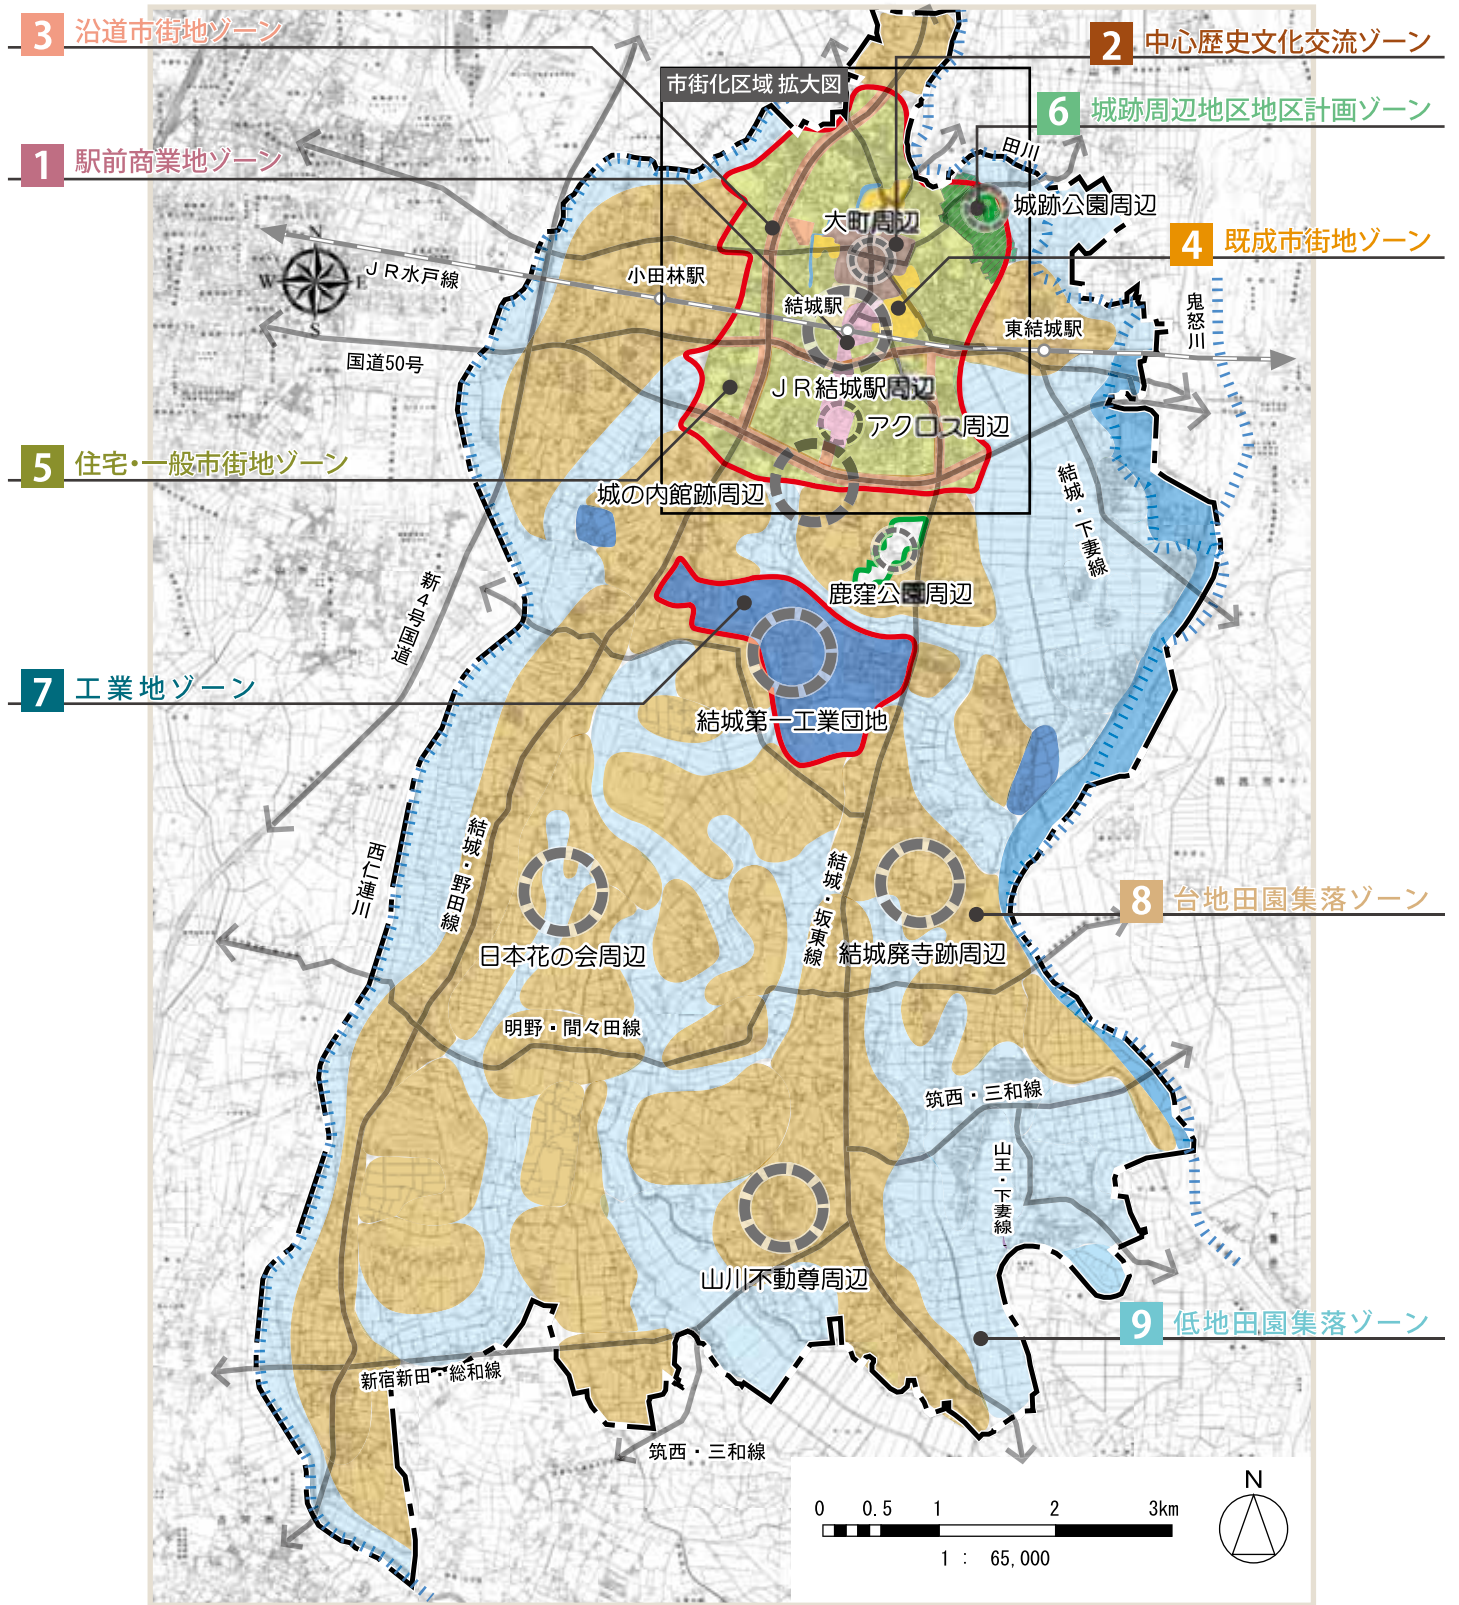 3 沿道市街地ゾーン
2 中心歴史文化交流ゾーン
市街化区域 拡大図
6 城跡周辺地区地区計画ゾーン
1 駅前商業地ゾーン
田川
城跡公園周辺
大町周辺
4 既成市街地ゾーン
N
W
E
S
JR水戸線
小田林駅
結城駅
東結城駅
鬼怒川
国道50号
JR結城駅周辺
アクロス周辺
5 住宅・一般市街地ゾーン
城の内館跡周辺
結城・下妻線
新4号国道
鹿窪公園周辺
7 工業地ゾーン
結城第一工業団地
西仁連川
結城・野田線
結城・坂東線
8 台地田園集落ゾーン
日本花の会周辺
結城廃寺跡周辺
明野・間々田線
筑西・三和線
山王・下妻線
山川不動尊周辺
9 低地田園集落ゾーン
新宿新田・総和線
筑西・三和線
N
0 0.5 1 2 3km
1 : 65,000